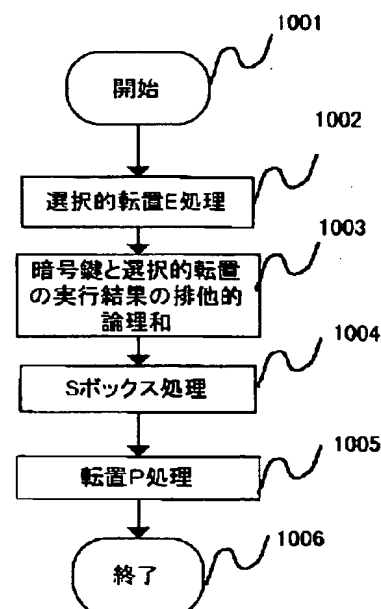 1001
開始
1002
選択的転置E処理
1003
暗号鍵と選択的転置
の実行結果の排他的
論理和
1004
Sボックス処理
1005
転置P処理
1006
終了